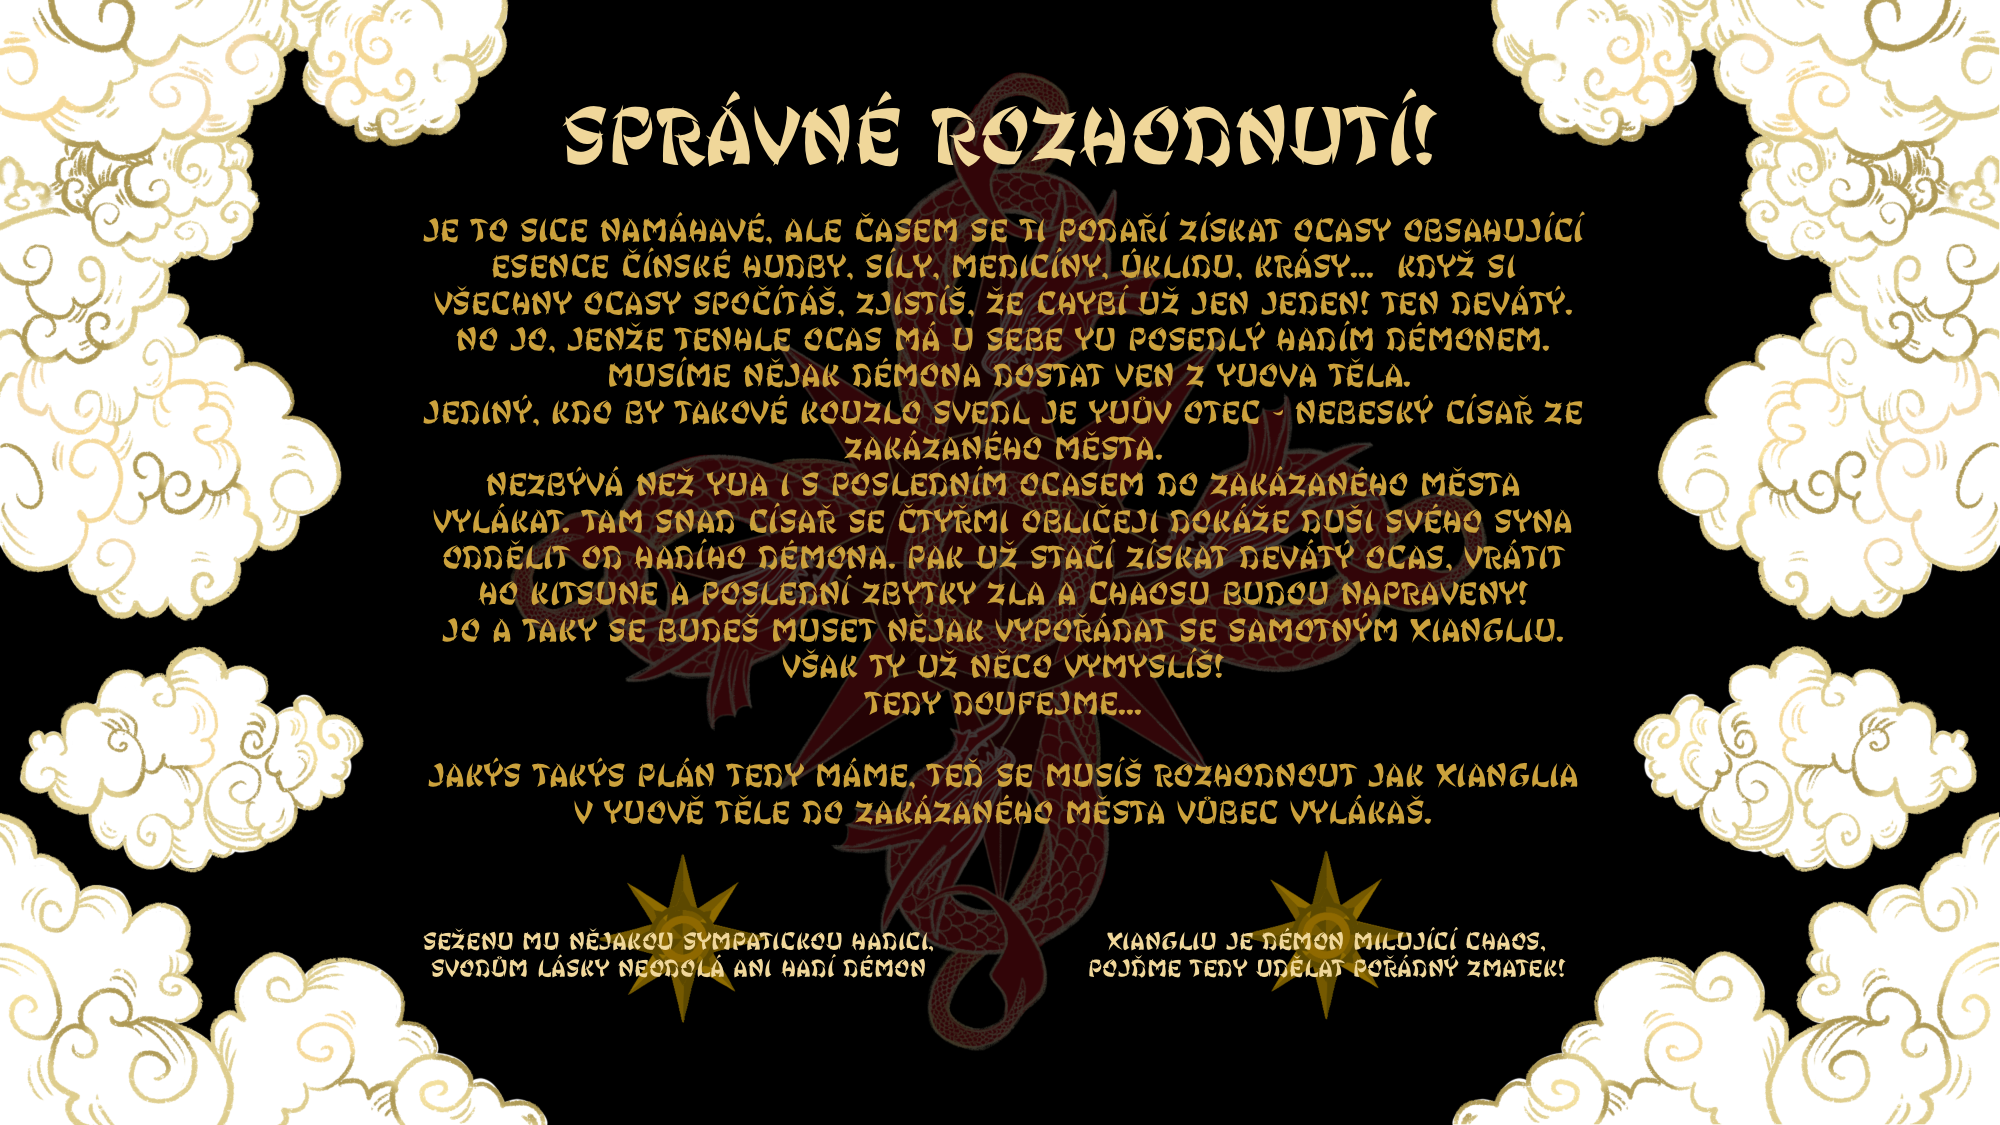 SPRÁVNÉ ROZHODNUTÍ!
JE TO SICE NAMÁHAVÉ, ALE ČASEM SE TI PODAŘÍ ZÍSKAT OCASY OBSAHUJÍCÍ
ESENCE ČÍNSKÉ HUDBY, SÍLY, MEDICÍNY, ÚKLIDU, KRÁSY... KDYŽ SI
VŠECHNY OCASY SPOČÍTÁŠ, ZJISTÍŠ, ŽE CHYBÍ UŽ JEN JEDEN! TEN DEVÁTÝ.
NO JO, JENŽE TENHLE OCAS MÁ U SEBE YU POSEDLÝ HADÍM DÉMONEM.
MUSÍME NĚJAK DÉMONA DOSTAT VEN Z YUOVA TĚLA.
JEDINÝ, KDO BY TAKOVÉ KOUZLO SVEDL JE YUŮV OTEC - NEBESKÝ CÍSAŘ ZE
ZAKÁZANÉHO MĚSTA.
NEZBÝVÁ NEŽ YUA I S POSLEDNÍM OCASEM DO ZAKÁZANÉHO MĚSTA
VYLÁKAT. TAM SNAD CÍSAŘ SE ČTYŘMI OBLIČEJI DOKÁŽE DUŠI SVÉHO SYNA
ODDĚLIT OD HADÍHO DÉMONA. PAK UŽ STAČÍ ZÍSKAT DEVÁTÝ OCAS, VRÁTIT
HO KITSUNE A POSLEDNÍ ZBYTKY ZLA A CHAOSU BUDOU NAPRAVENY!
JO A TAKY SE BUDEŠ MUSET NĚJAK VYPOŘÁDAT SE SAMOTNÝM XIANGLIU.
VŠAK TY UŽ NĚCO VYMYSLÍŠ!
TEDY DOUFEJME...
JAKÝS TAKÝS PLÁN TEDY MÁME, TEĎ SE MUSÍŠ ROZHODNOUT JAK XIANGLIA
V YUOVĚ TĚLE DO ZAKÁZANÉHO MĚSTA VŮBEC VYLÁKAŠ.
SEŽENU MU NĚJAKOU SYMPATICKOU HADICI,
SVODŮM LÁSKY NEODOLÁ ANI HADÍ DÉMON
XIANGLIU JE DÉMON MILUJÍCÍ CHAOS,
POJĎME TEDY UDĚLAT POŘÁDNÝ ZMATEK!